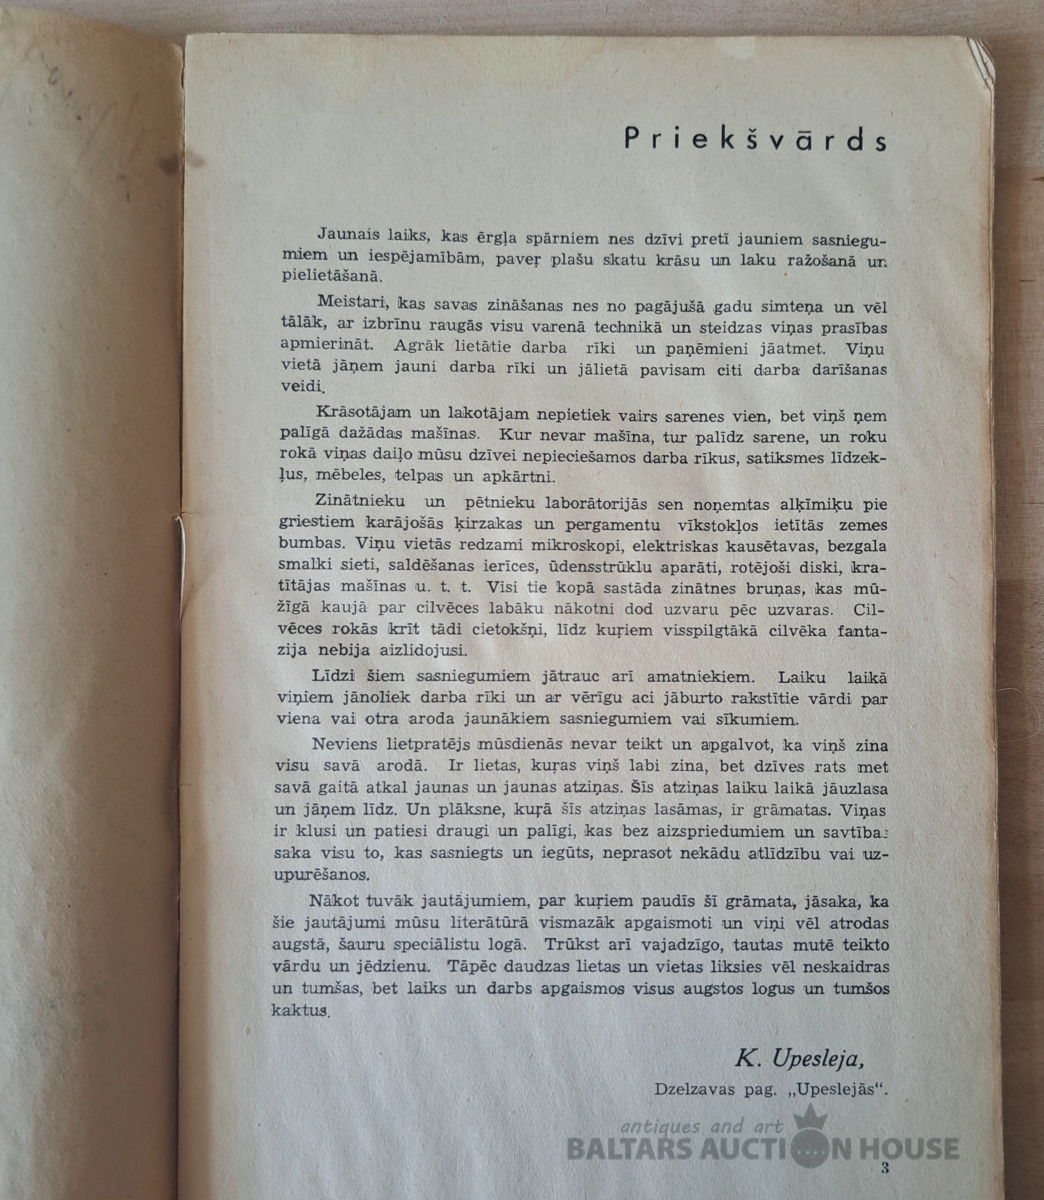 Priekšvārds
Jaunais laiks, kas ērgļa spārniem nes dzīvi pretī jauniem sasniegu-
miem un iespējamībām, paveŗ plašu skatu krāsu un laku ražošanā un
pielietāšanā.
Meistari, kas savas zināšanas nes no pagājušā gadu simteņa un vēl
tālāk, ar izbrīnu raugās visu varenā technikā un steidzas viņas prasības
apmierināt. Agrāk lietātie darba rīki un paņēmieni jāatmet. Viņu
vietā jāņem jauni darba rīki un jālietā pavisam citi darba darīšanas
veidi.
Krāsotājam un lakotājam nepietiek vairs sarenes vien, bet viņš ņem
palīgā dažādas mašīnas. Kur nevar mašīna, tur palīdz sarene, un roku
rokā viņas daiļo mūsu dzīvei nepieciešamos darba rīkus, satiksmes līdzek-
ļus, mēbeles, telpas un apkārtni.
Zinātnieku un pētnieku laborātorijās sen noņemtas alķīmiķu pie
griestiem karājošās ķirzakas un pergamentu vīkstokļos ietītās zemes
bumbas. Viņu vietās redzami mikroskopi, elektriskas kausētavas, bezgala
smalki sieti, saldēšanas ierīces, ūdensstrūklu aparāti, rotējoši diski, kra-
tītājas mašīnas u. t. t. Visi tie kopā sastāda zinātnes bruņas, kas mū-
žīgā kaujā par cilvēces labāku nākotni dod uzvaru pēc uzvaras. Cil-
vēces rokās krīt tādi cietokšņi, līdz kuŗiem visspilgtākā cilvēka fanta-
zija nebija aizlidojusi.
Līdzi šiem sasniegumiem jātrauc arī amatniekiem. Laiku laikā
viņiem jānoliek darba rīki un ar vērīgu aci jāburto rakstītie vārdi par
viena vai otra aroda jaunākiem sasniegumiem vai sīkumiem.
Neviens lietpratējs mūsdienās nevar teikt un apgalvot, ka viņš zina
visu savā arodā. Ir lietas, kuŗas viņš labi zina, bet dzīves rats met
savā gaitā atkal jaunas un jaunas atziņas. Šīs atziņas laiku laikā jāuzlasa
un jāņem līdz. Un plāksne, kuŗā šīs atziņas lasāmas, ir grāmatas. Viņas
ir klusi un patiesi draugi un palīgi, kas bez aizspriedumiem un savtības
saka visu to, kas sasniegts un iegūts, neprasot nekādu atlīdzību vai uz-
upurēšanos.
Nākot tuvāk jautājumiem, par kuŗiem paudīs šī grāmata, jāsaka, ka
šie jautājumi mūsu literātūrā vismazāk apgaismoti un viņi vēl atrodas
augstā, šauru speciālistu logā. Trūkst arī vajadzīgo, tautas mutē teikto
vārdu un jēdzienu. Tāpēc daudzas lietas un vietas liksies vēl neskaidras
un tumšas, bet laiks un darbs apgaismos visus augstos logus un tumšos
kaktus.
K. Upesleja,
Dzelzavas pag. „Upeslejās“.
antiques and art
BALTARS AUCTION HOUSE
3